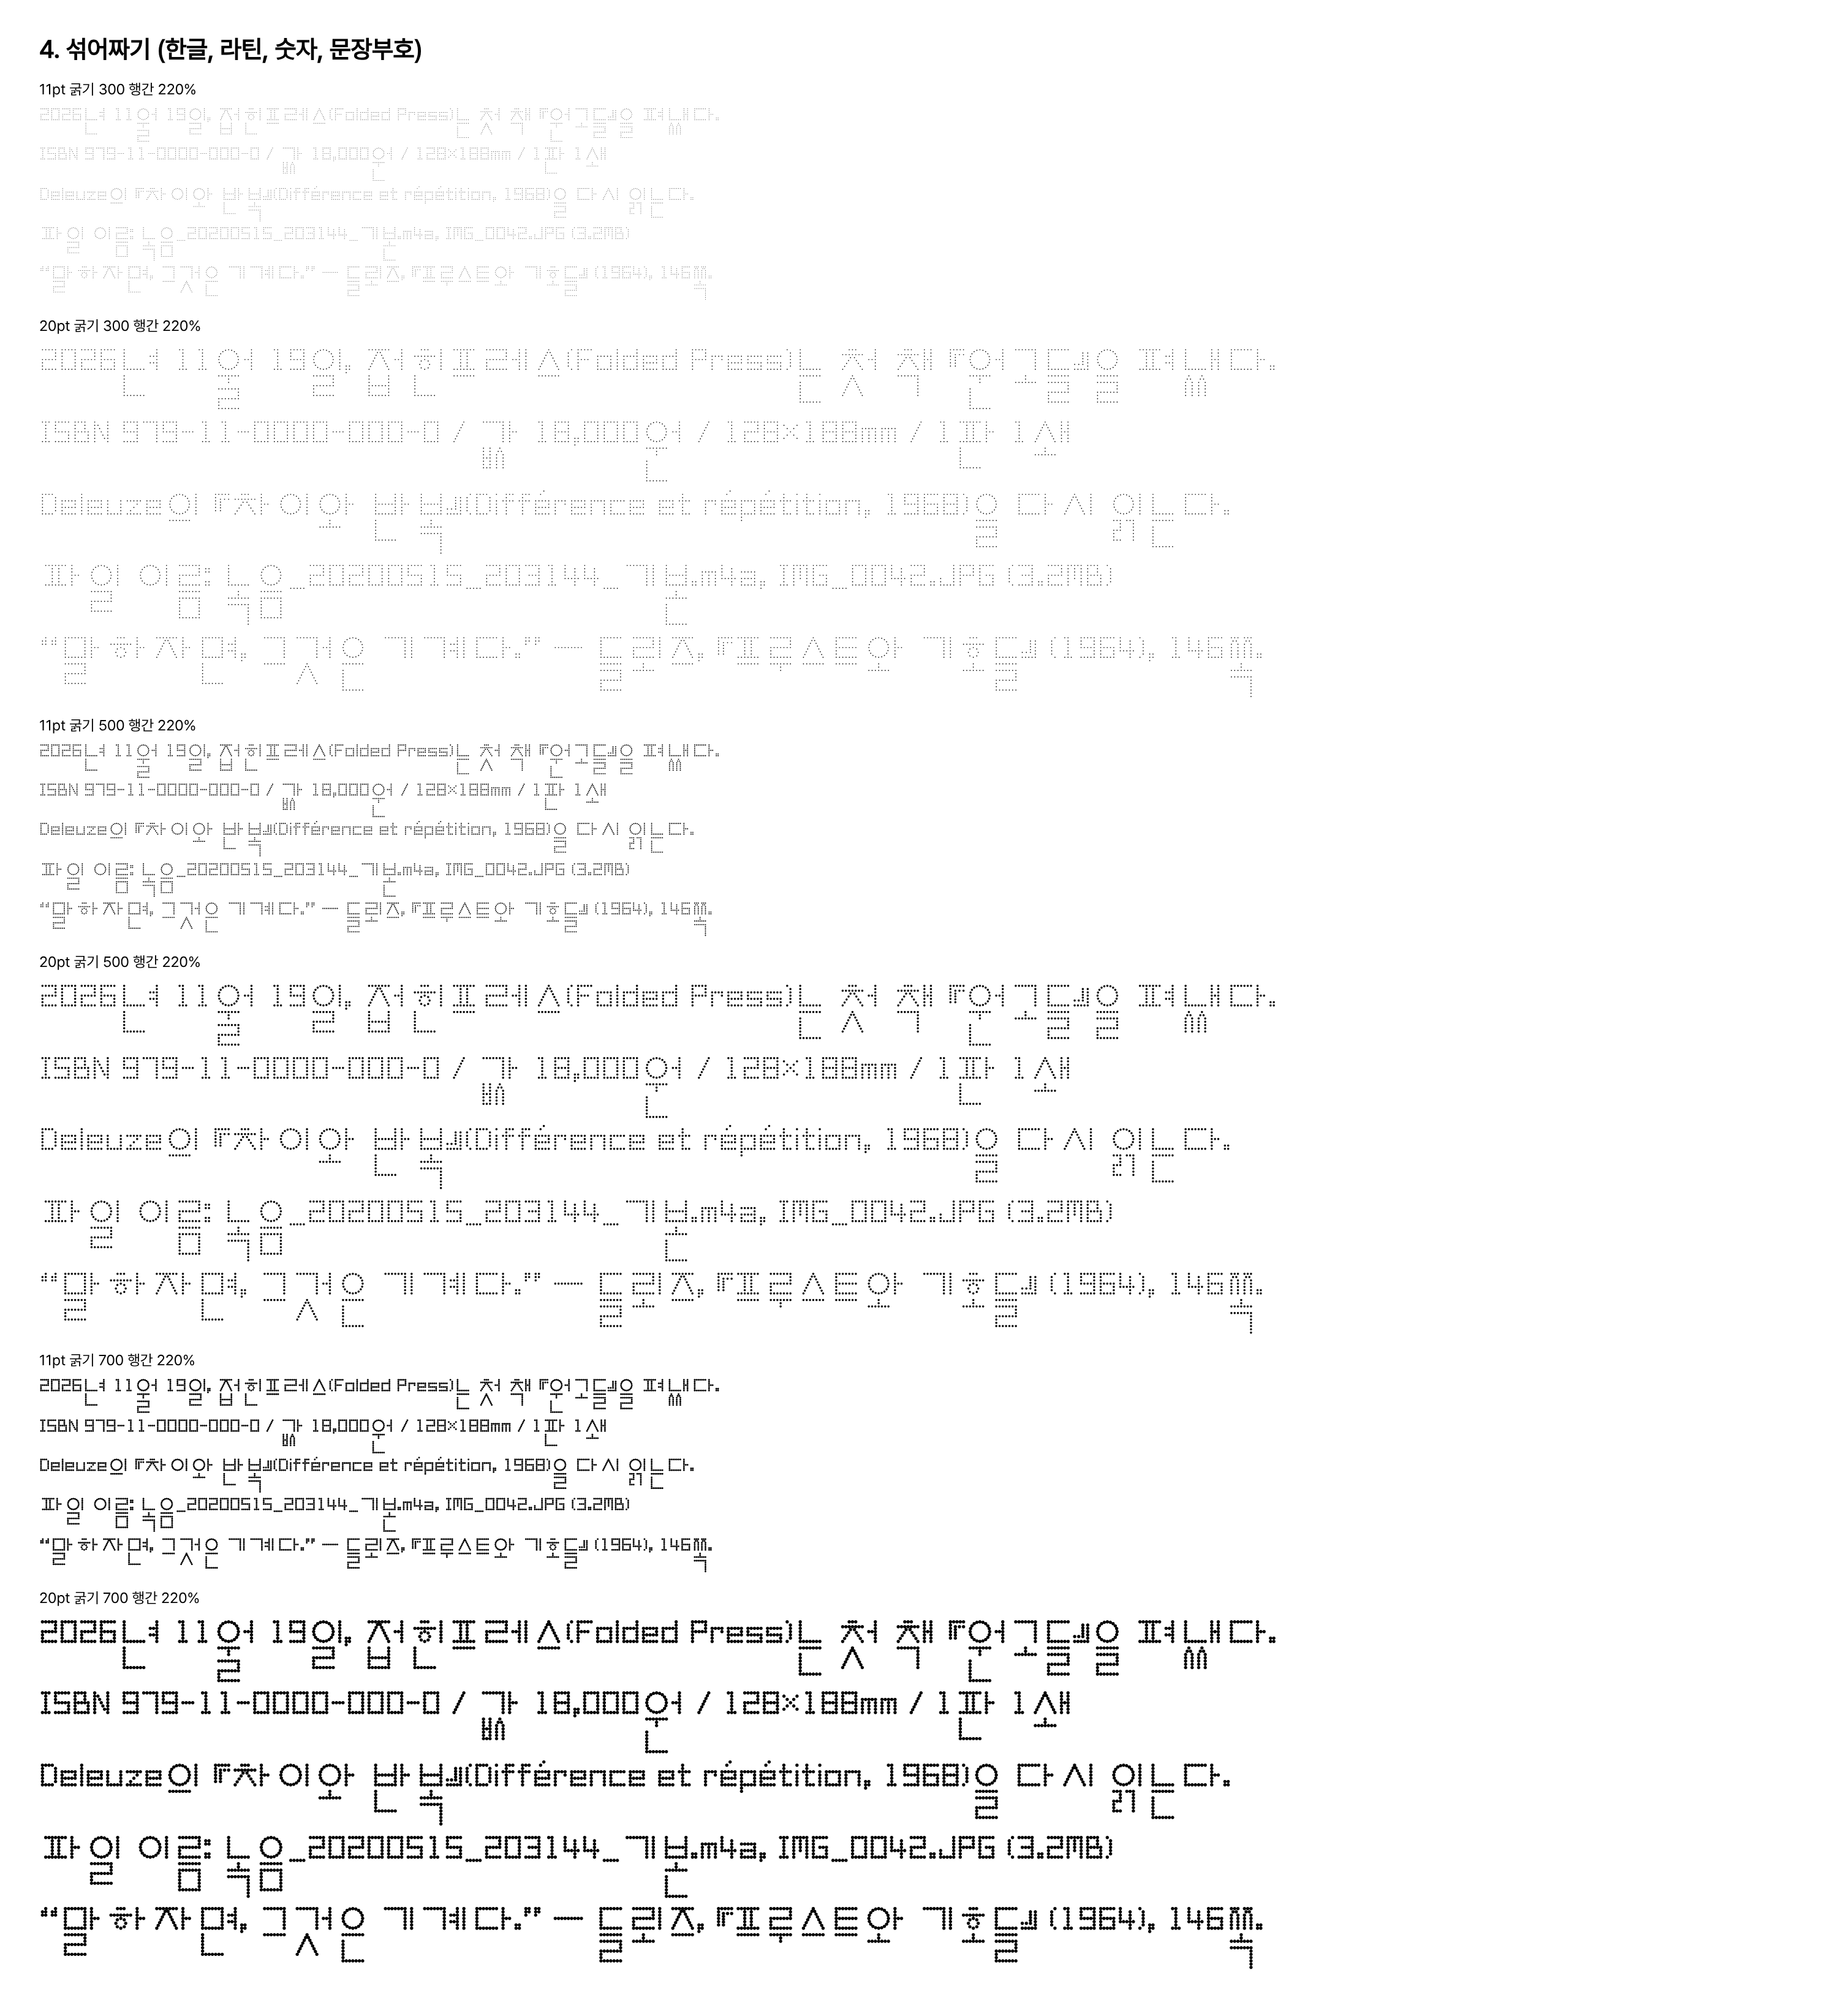 4. 섞어짜기 (한글, 라틴, 숫자, 문장부호)
11pt 굵기 300 행간 220%
2026년 11월 19일, 접힌프레스(Folded Press)는 첫 책 『원고들』을 펴냈다.
ISBN 979-11-0000-000-0 / 값 18,000원 / 128×188mm / 1판 1쇄
Deleuze의 『차이와 반복』(Différence et répétition, 1968)을 다시 읽는다.
파일 이름: 녹음_20200515_203144_기본.m4a, IMG_0042.JPG (3.2MB)
“말하자면, 그것은 기계다.” — 들뢰즈, 『프루스트와 기호들』 (1964), 146쪽.
20pt 굵기 300 행간 220%
2026년 11월 19일, 접힌프레스(Folded Press)는 첫 책 『원고들』을 펴냈다.
ISBN 979-11-0000-000-0 / 값 18,000원 / 128×188mm / 1판 1쇄
Deleuze의 『차이와 반복』(Différence et répétition, 1968)을 다시 읽는다.
파일 이름: 녹음_20200515_203144_기본.m4a, IMG_0042.JPG (3.2MB)
“말하자면, 그것은 기계다.” — 들뢰즈, 『프루스트와 기호들』 (1964), 146쪽.
11pt 굵기 500 행간 220%
2026년 11월 19일, 접힌프레스(Folded Press)는 첫 책 『원고들』을 펴냈다.
ISBN 979-11-0000-000-0 / 값 18,000원 / 128×188mm / 1판 1쇄
Deleuze의 『차이와 반복』(Différence et répétition, 1968)을 다시 읽는다.
파일 이름: 녹음_20200515_203144_기본.m4a, IMG_0042.JPG (3.2MB)
“말하자면, 그것은 기계다.” — 들뢰즈, 『프루스트와 기호들』 (1964), 146쪽.
20pt 굵기 500 행간 220%
2026년 11월 19일, 접힌프레스(Folded Press)는 첫 책 『원고들』을 펴냈다.
ISBN 979-11-0000-000-0 / 값 18,000원 / 128×188mm / 1판 1쇄
Deleuze의 『차이와 반복』(Différence et répétition, 1968)을 다시 읽는다.
파일 이름: 녹음_20200515_203144_기본.m4a, IMG_0042.JPG (3.2MB)
“말하자면, 그것은 기계다.” — 들뢰즈, 『프루스트와 기호들』 (1964), 146쪽.
11pt 굵기 700 행간 220%
2026년 11월 19일, 접힌프레스(Folded Press)는 첫 책 『원고들』을 펴냈다.
ISBN 979-11-0000-000-0 / 값 18,000원 / 128×188mm / 1판 1쇄
Deleuze의 『차이와 반복』(Différence et répétition, 1968)을 다시 읽는다.
파일 이름: 녹음_20200515_203144_기본.m4a, IMG_0042.JPG (3.2MB)
“말하자면, 그것은 기계다.” — 들뢰즈, 『프루스트와 기호들』 (1964), 146쪽.
20pt 굵기 700 행간 220%
2026년 11월 19일, 접힌프레스(Folded Press)는 첫 책 『원고들』을 펴냈다.
ISBN 979-11-0000-000-0 / 값 18,000원 / 128×188mm / 1판 1쇄
Deleuze의 『차이와 반복』(Différence et répétition, 1968)을 다시 읽는다.
파일 이름: 녹음_20200515_203144_기본.m4a, IMG_0042.JPG (3.2MB)
“말하자면, 그것은 기계다.” — 들뢰즈, 『프루스트와 기호들』 (1964), 146쪽.